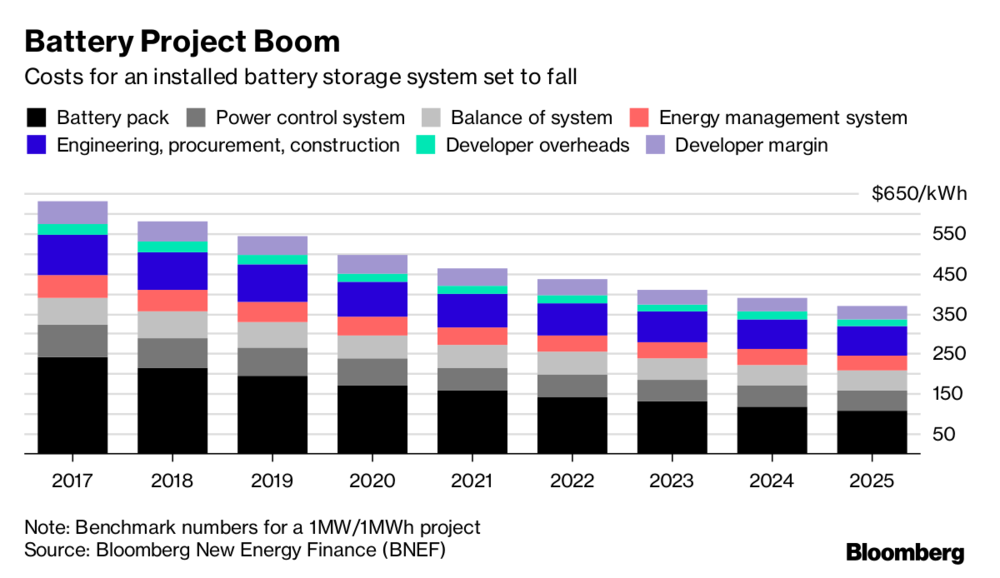 Battery Project Boom
Costs for an installed battery storage system set to fall
Battery pack Power control system Balance of system Energy management system
Engineering, procurement, construction Developer overheads Developer margin
$650/kWh
550
450
350
250
150
50
2017 2018 2019 2020 2021 2022 2023 2024 2025
Note: Benchmark numbers for a 1MW/1MWh project
Source: Bloomberg New Energy Finance (BNEF)
Bloomberg